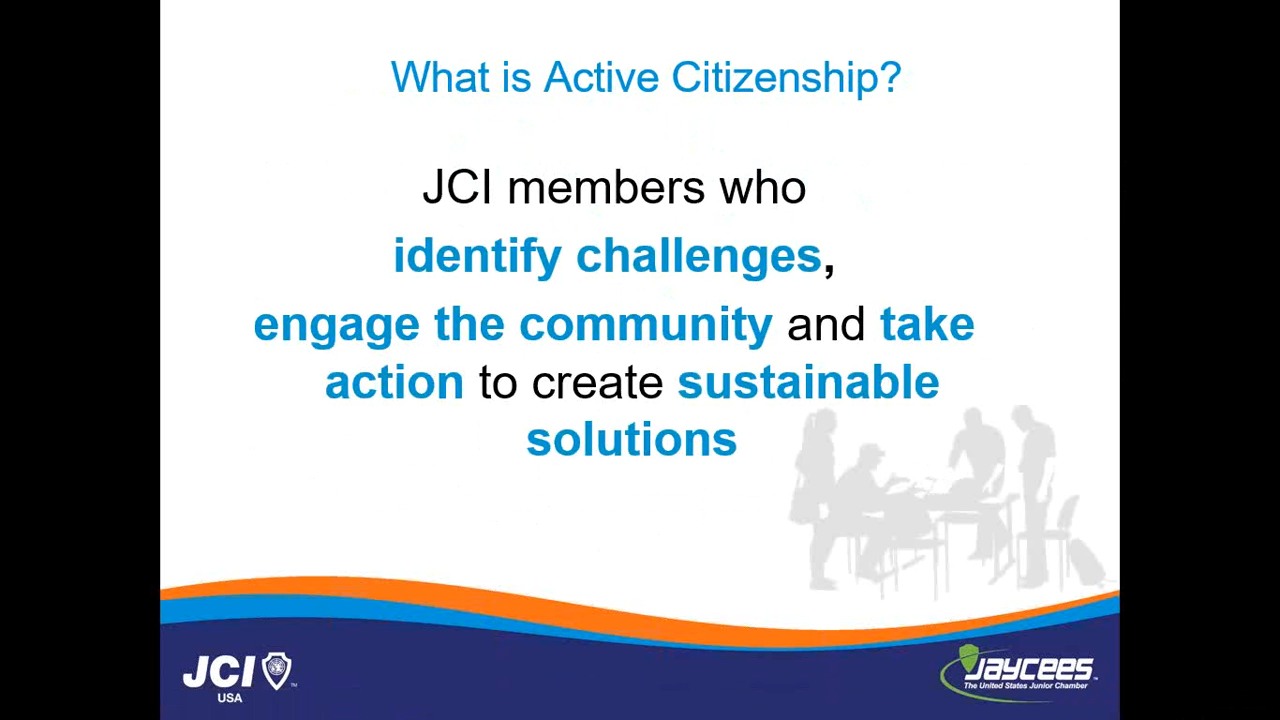 What is Active Citizenship?
JCI members who
identify challenges,
engage the community and take
action to create sustainable
solutions
JCI
USA
Jaycees
The United States Junior Chamber